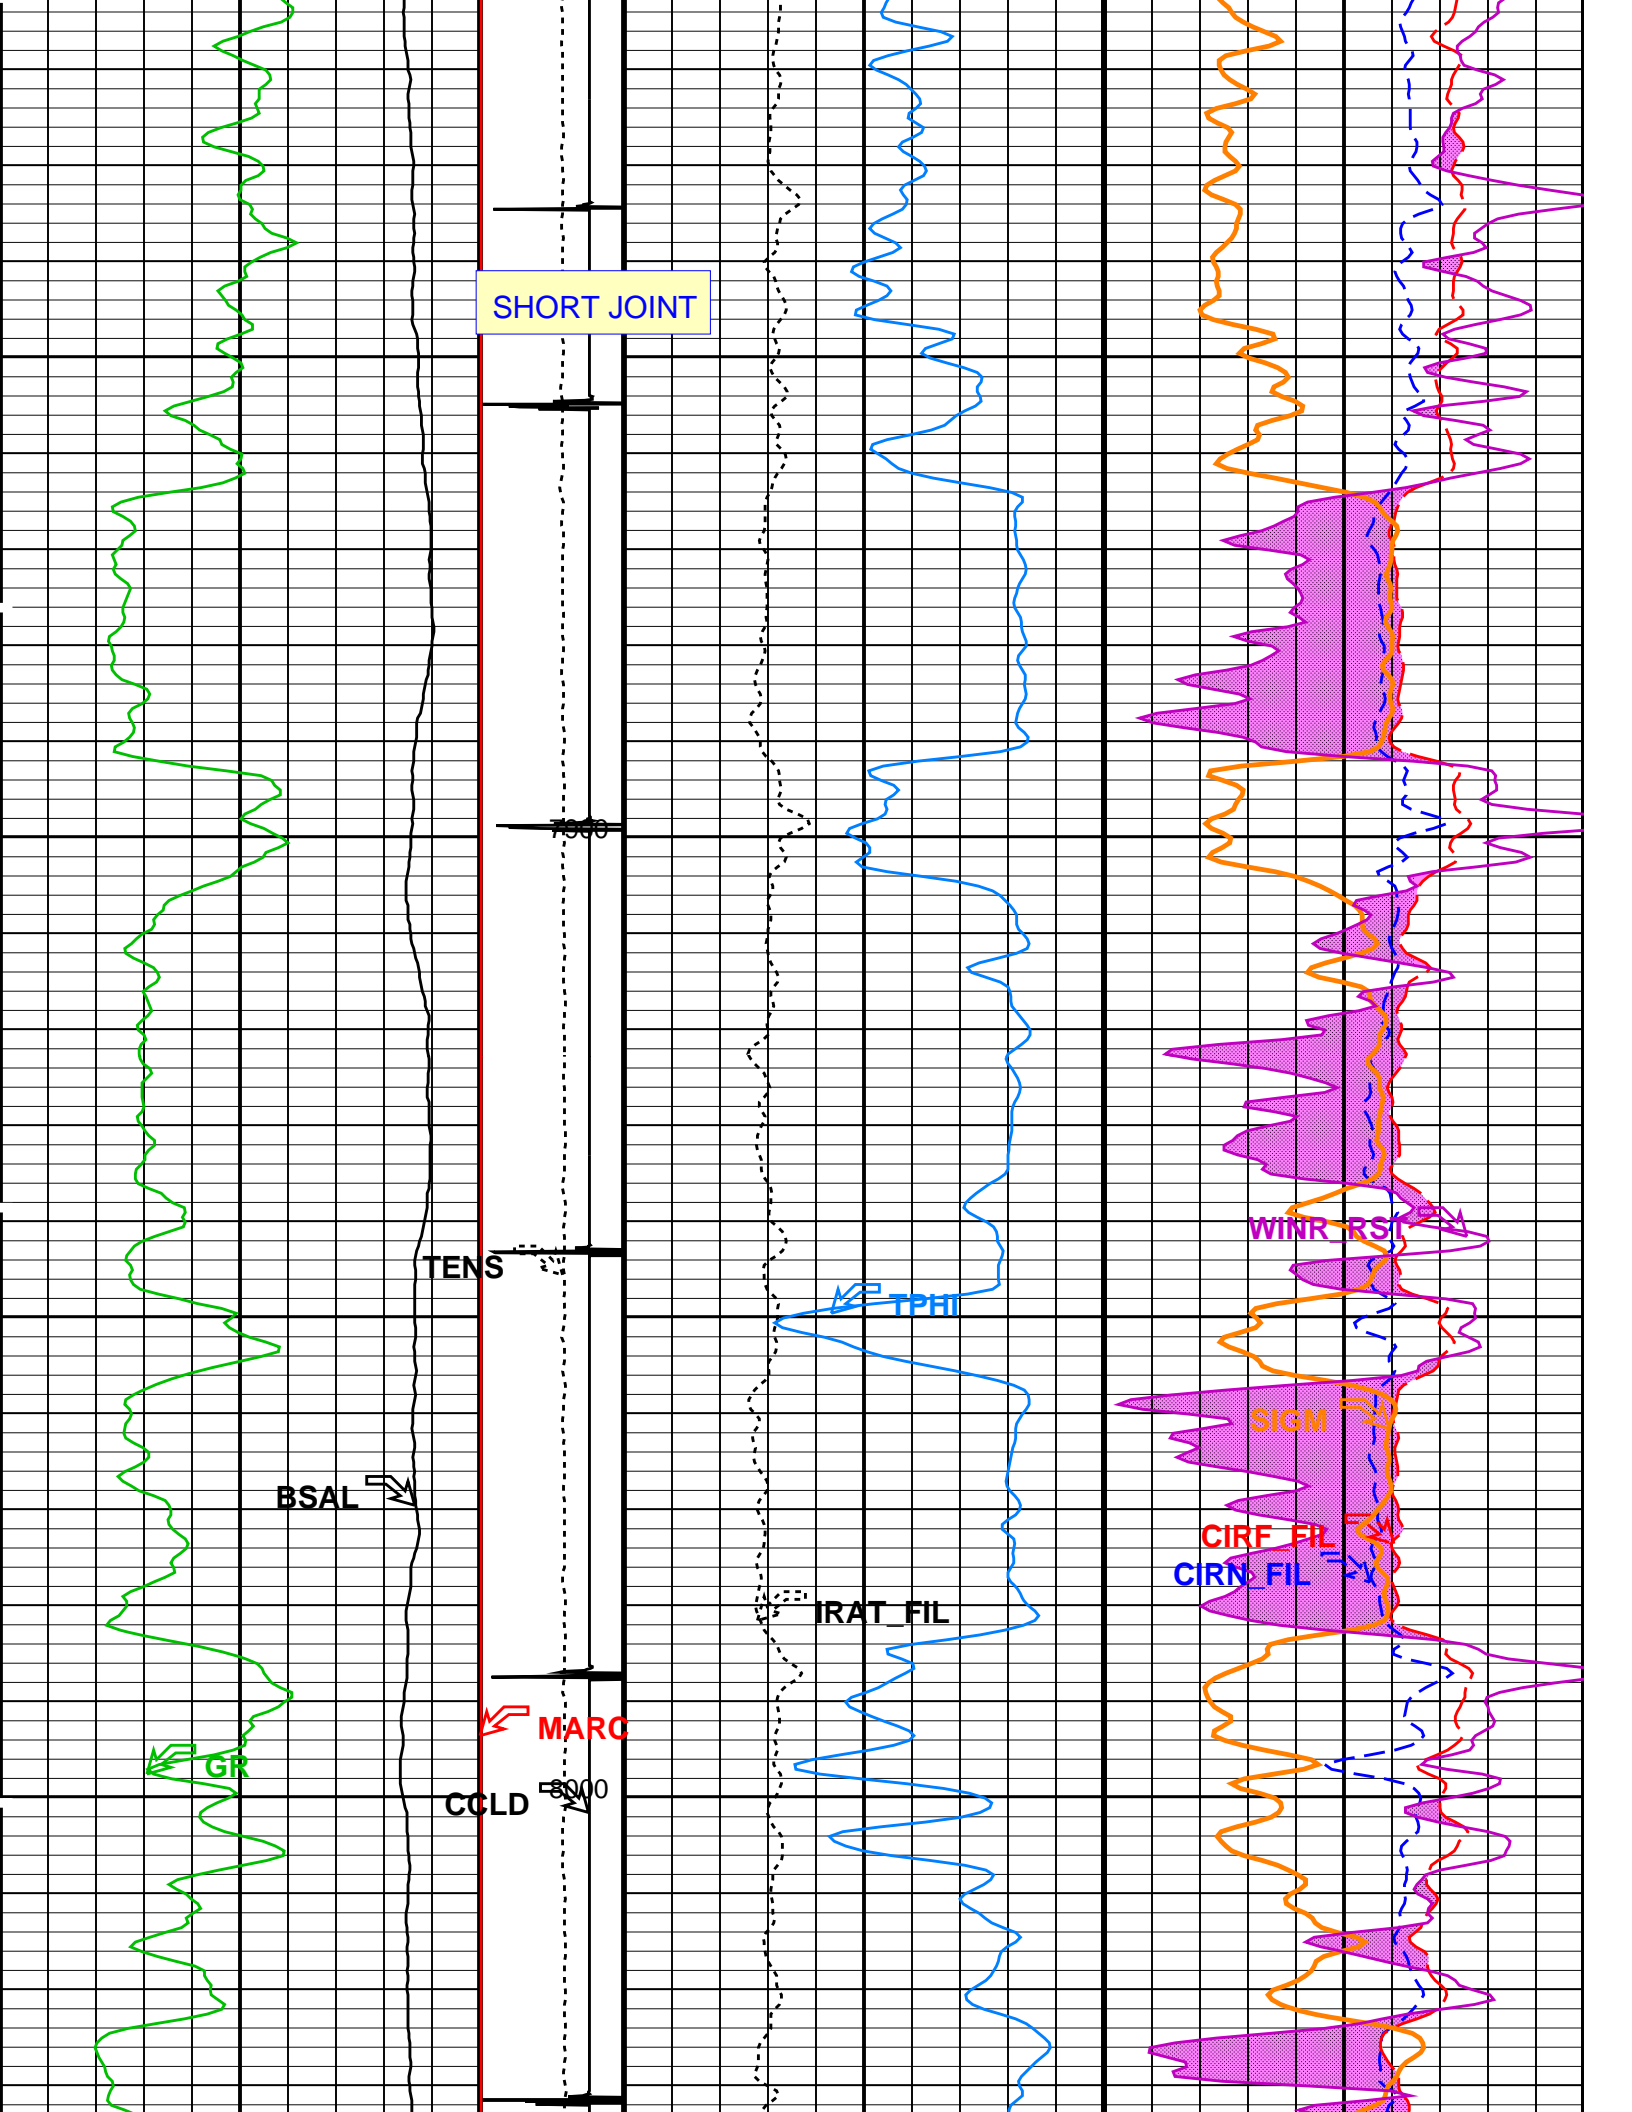 SHORT JOINT
7900
TENS
WINR_RST
TPHI
SIGM
BSAL
CIRF_FIL
CIRN_FIL
IRAT_FIL
MARC
GR
8000
CCLD